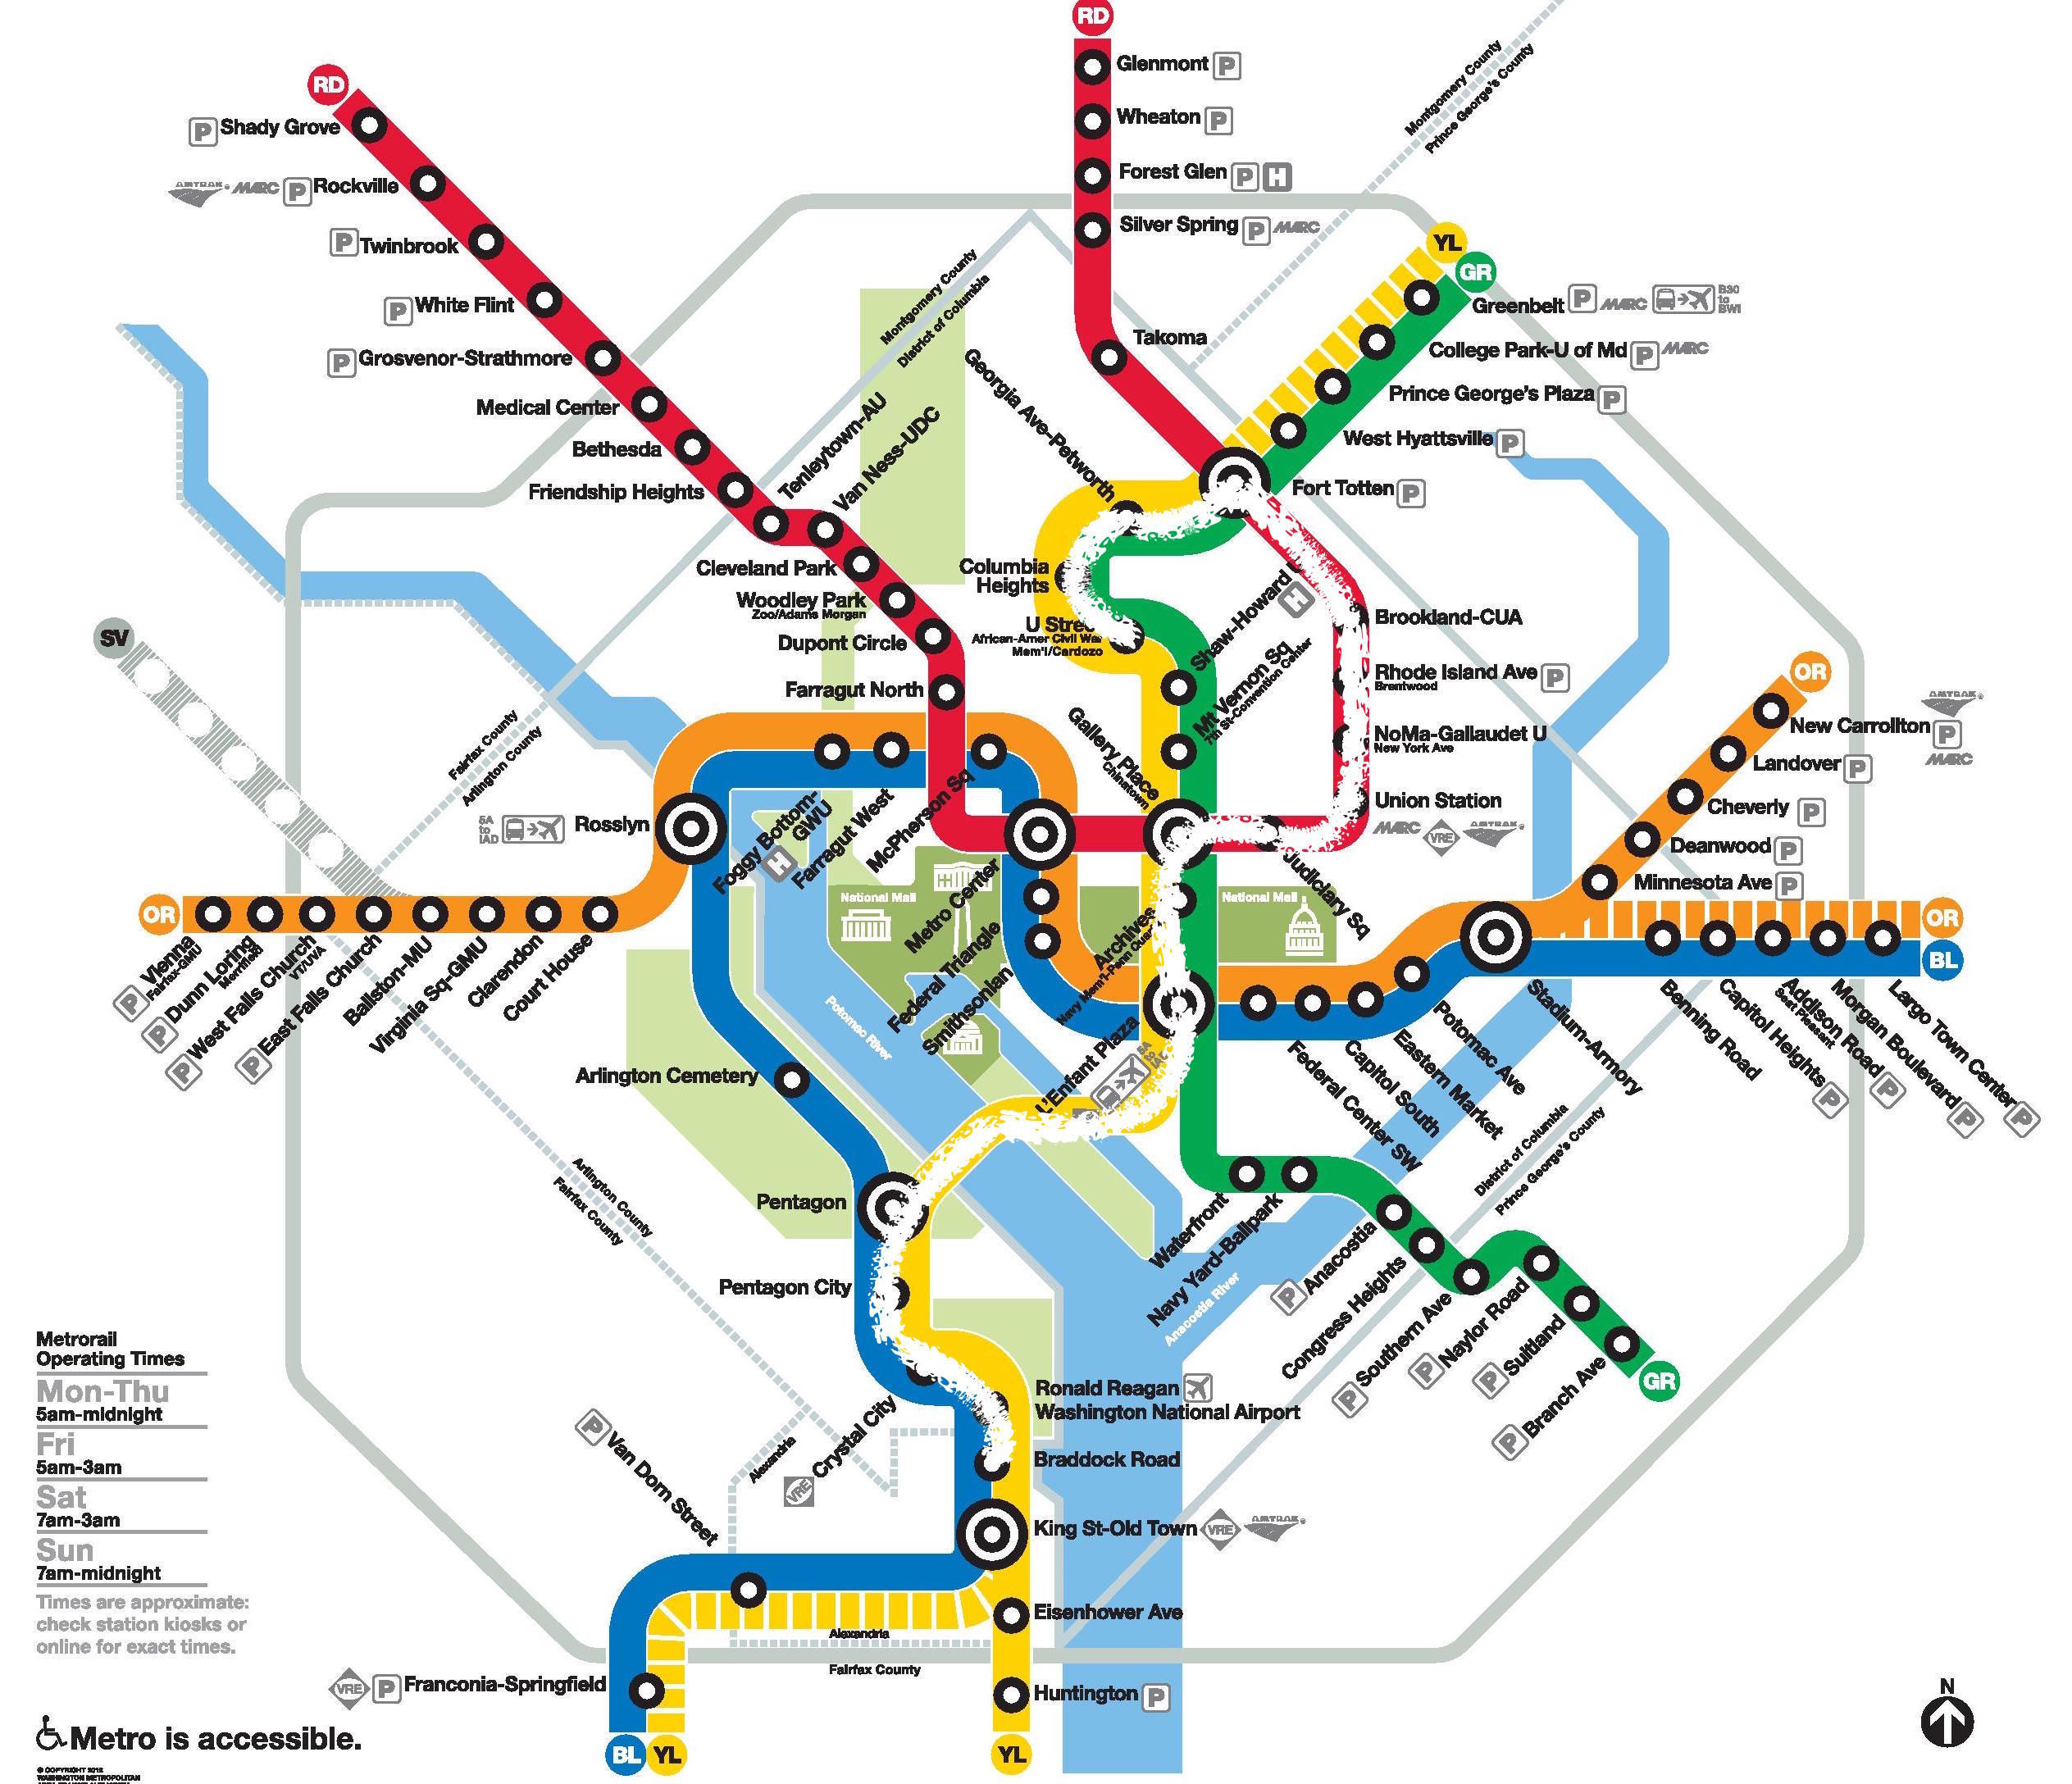 RD
Glenmont P
Wheaton P
Forest Glen P H
Silver Spring P MARC
Takoma
RD
P Shady Grove
AMTRAK MARC P Rockville
P Twinbrook
P White Flint
P Grosvenor-Strathmore
Medical Center
Bethesda
Friendship Heights
Tenleytown-AU
Van Ness-UDC
Cleveland Park
Woodley Park
Zoo/Adams Morgan
Dupont Circle
Farragut North
Montgomery County
Prince George's County
Montgomery County
District of Columbia
YL
GR
Greenbelt P MARC B30
to
BWI
College Park-U of Md P MARC
Prince George's Plaza P
West Hyattsville P
Fort Totten P
Georgia Ave-Petworth
Columbia
Heights
U Stree
African-Amer Civil War
Mem'l/Cardozo
Shaw-Howard
H
Mt Vernon Sq
7th St-Convention Center
Gallery Place
Chinatown
Brookland-CUA
Rhode Island Ave P
Brentwood
NoMa-Gallaudet U
New York Ave
Union Station
MARC VRE AMTRAK
Judiciary Sq
SV
Fairfax County
Arlington County
5A
to
IAD
Rosslyn
Foggy Bottom-
GWU
H
Farragut West
McPherson Sq
Metro Center
Federal Triangle
Smithsonian
Archives
L'Enfant Plaza
National Mall
National Mall
Potomac River
OR
New Carrollton P
AMTRAK
MARC
Landover P
Cheverly P
Deanwood P
Minnesota Ave P
OR
BL
OR
P Vienna
Fairfax-GMU
P Dunn Loring
Merrifield
P West Falls Church
VT/UVA
P East Falls Church
Ballston-MU
Virginia Sq-GMU
Clarendon
Court House
Federal Center SW
Capitol South
Eastern Market
Potomac Ave
Stadium-Armory
Benning Road
Capitol Heights P
Addison Road P
Seat Pleasant
Morgan Boulevard P
Largo Town Center P
District of Columbia
Prince George's County
Arlington Cemetery
Arlington County
Fairfax County
Pentagon
Pentagon City
VRE Crystal City
Ronald Reagan
Washington National Airport
Braddock Road
King St-Old Town VRE AMTRAK
Eisenhower Ave
Huntington P
YL
P Van Dorn Street
Alexandria
Alexandria
Fairfax County
VRE P Franconia-Springfield
BL YL
Waterfront
Navy Yard-Ballpark
Anacostia River
P Anacostia
Congress Heights
P Southern Ave
P Naylor Road
P Suitland
P Branch Ave
GR
Metrorail
Operating Times
Mon-Thu
5am-midnight
Fri
5am-3am
Sat
7am-3am
Sun
7am-midnight
Times are approximate:
check station kiosks or
online for exact times.
Metro is accessible.
© COPYRIGHT 2012
WASHINGTON METROPOLITAN
N